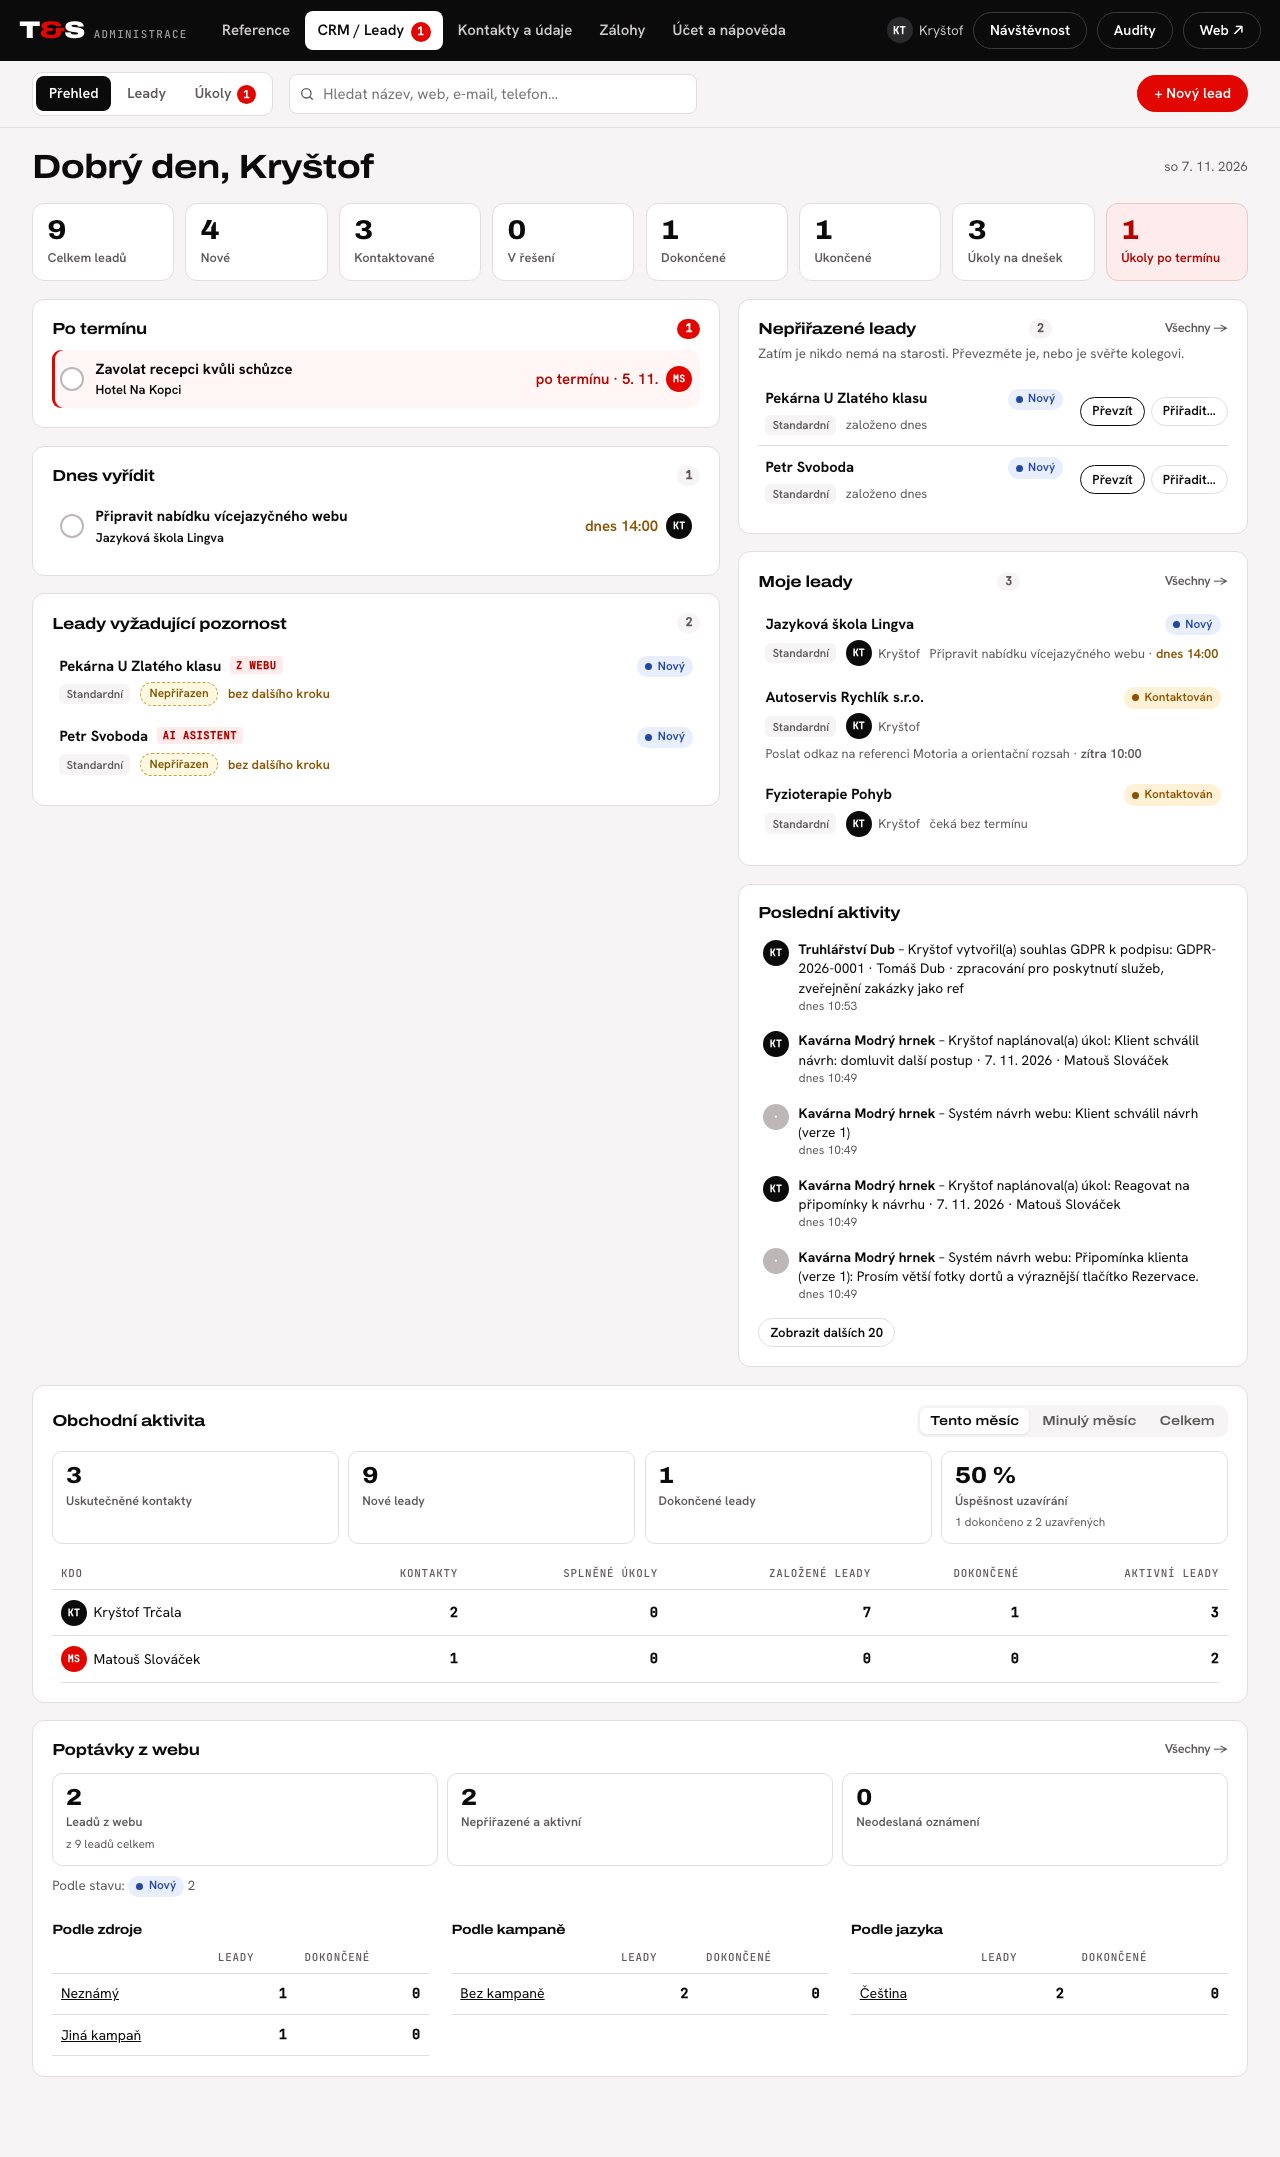 T&S ADMINISTRACE Reference CRM / Leady 1 Kontakty a údaje Zálohy Účet a nápověda KT Kryštof Návštěvnost Audity Web ↗
Přehled Leady Úkoly 1 Hledat název, web, e-mail, telefon… + Nový lead
Dobrý den, Kryštof
so 7. 11. 2026
9 4 3 0 1 1 3 1
Celkem leadů Nové Kontaktované V řešení Dokončené Ukončené Úkoly na dnešek Úkoly po termínu
Po termínu 1
Zavolat recepci kvůli schůzce
Hotel Na Kopci
po termínu · 5. 11. MS
Dnes vyřídit 1
Připravit nabídku vícejazyčného webu
Jazyková škola Lingva
dnes 14:00 KT
Leady vyžadující pozornost 2
Pekárna U Zlatého klasu Z WEBU Nový
Standardní Nepřiřazen bez dalšího kroku
Petr Svoboda AI ASISTENT Nový
Standardní Nepřiřazen bez dalšího kroku
Nepřiřazené leady 2 Všechny →
Zatím je nikdo nemá na starosti. Převezměte je, nebo je svěřte kolegovi.
Pekárna U Zlatého klasu Nový Převzít Přiřadit…
Standardní založeno dnes
Petr Svoboda Nový Převzít Přiřadit…
Standardní založeno dnes
Moje leady 3 Všechny →
Jazyková škola Lingva Nový
Standardní KT Kryštof Připravit nabídku vícejazyčného webu · dnes 14:00
Autoservis Rychlík s.r.o. Kontaktován
Standardní KT Kryštof
Poslat odkaz na referenci Motoria a orientační rozsah · zítra 10:00
Fyzioterapie Pohyb Kontaktován
Standardní KT Kryštof čeká bez termínu
Poslední aktivity
KT Truhlářství Dub – Kryštof vytvořil(a) souhlas GDPR k podpisu: GDPR-
2026-0001 · Tomáš Dub · zpracování pro poskytnutí služeb,
zveřejnění zakázky jako ref
dnes 10:53
KT Kavárna Modrý hrnek – Kryštof naplánoval(a) úkol: Klient schválil
návrh: domluvit další postup · 7. 11. 2026 · Matouš Slováček
dnes 10:49
· Kavárna Modrý hrnek – Systém návrh webu: Klient schválil návrh
(verze 1)
dnes 10:49
KT Kavárna Modrý hrnek – Kryštof naplánoval(a) úkol: Reagovat na
připomínky k návrhu · 7. 11. 2026 · Matouš Slováček
dnes 10:49
· Kavárna Modrý hrnek – Systém návrh webu: Připomínka klienta
(verze 1): Prosím větší fotky dortů a výraznější tlačítko Rezervace.
dnes 10:49
Zobrazit dalších 20
Obchodní aktivita Tento měsíc Minulý měsíc Celkem
3 9 1 50 %
Uskutečněné kontakty Nové leady Dokončené leady Úspěšnost uzavírání
1 dokončeno z 2 uzavřených
KDO KONTAKTY SPLNĚNÉ ÚKOLY ZALOŽENÉ LEADY DOKONČENÉ AKTIVNÍ LEADY
KT Kryštof Trčala 2 0 7 1 3
MS Matouš Slováček 1 0 0 0 2
Poptávky z webu Všechny →
2 2 0
Leadů z webu Nepřiřazené a aktivní Neodeslaná oznámení
z 9 leadů celkem
Podle stavu: Nový 2
Podle zdroje Podle kampaně Podle jazyka
LEADY DOKONČENÉ LEADY DOKONČENÉ LEADY DOKONČENÉ
Neznámý 1 0 Bez kampaně 2 0 Čeština 2 0
Jiná kampaň 1 0